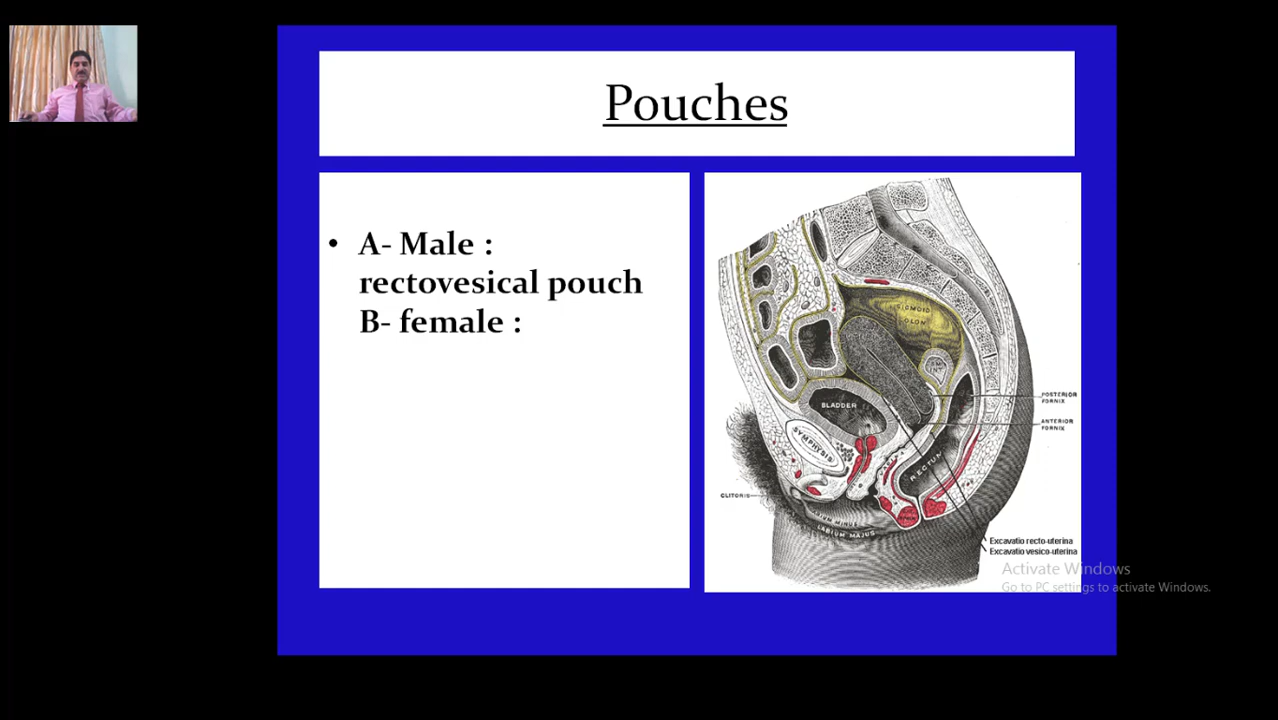 Pouches
• A- Male :
rectovesical pouch
B- female :
SIGMOID
COLON
BLADDER
SYMPHYSIS
RECTUM
POSTERIOR
FORNIX
ANTERIOR
FORNIX
CLITORIS
LABIUM MINUS
LABIUM MAJUS
Excavatio recto-uterina
Excavatio vesico-uterina
Activate Windows
Go to PC settings to activate Windows.